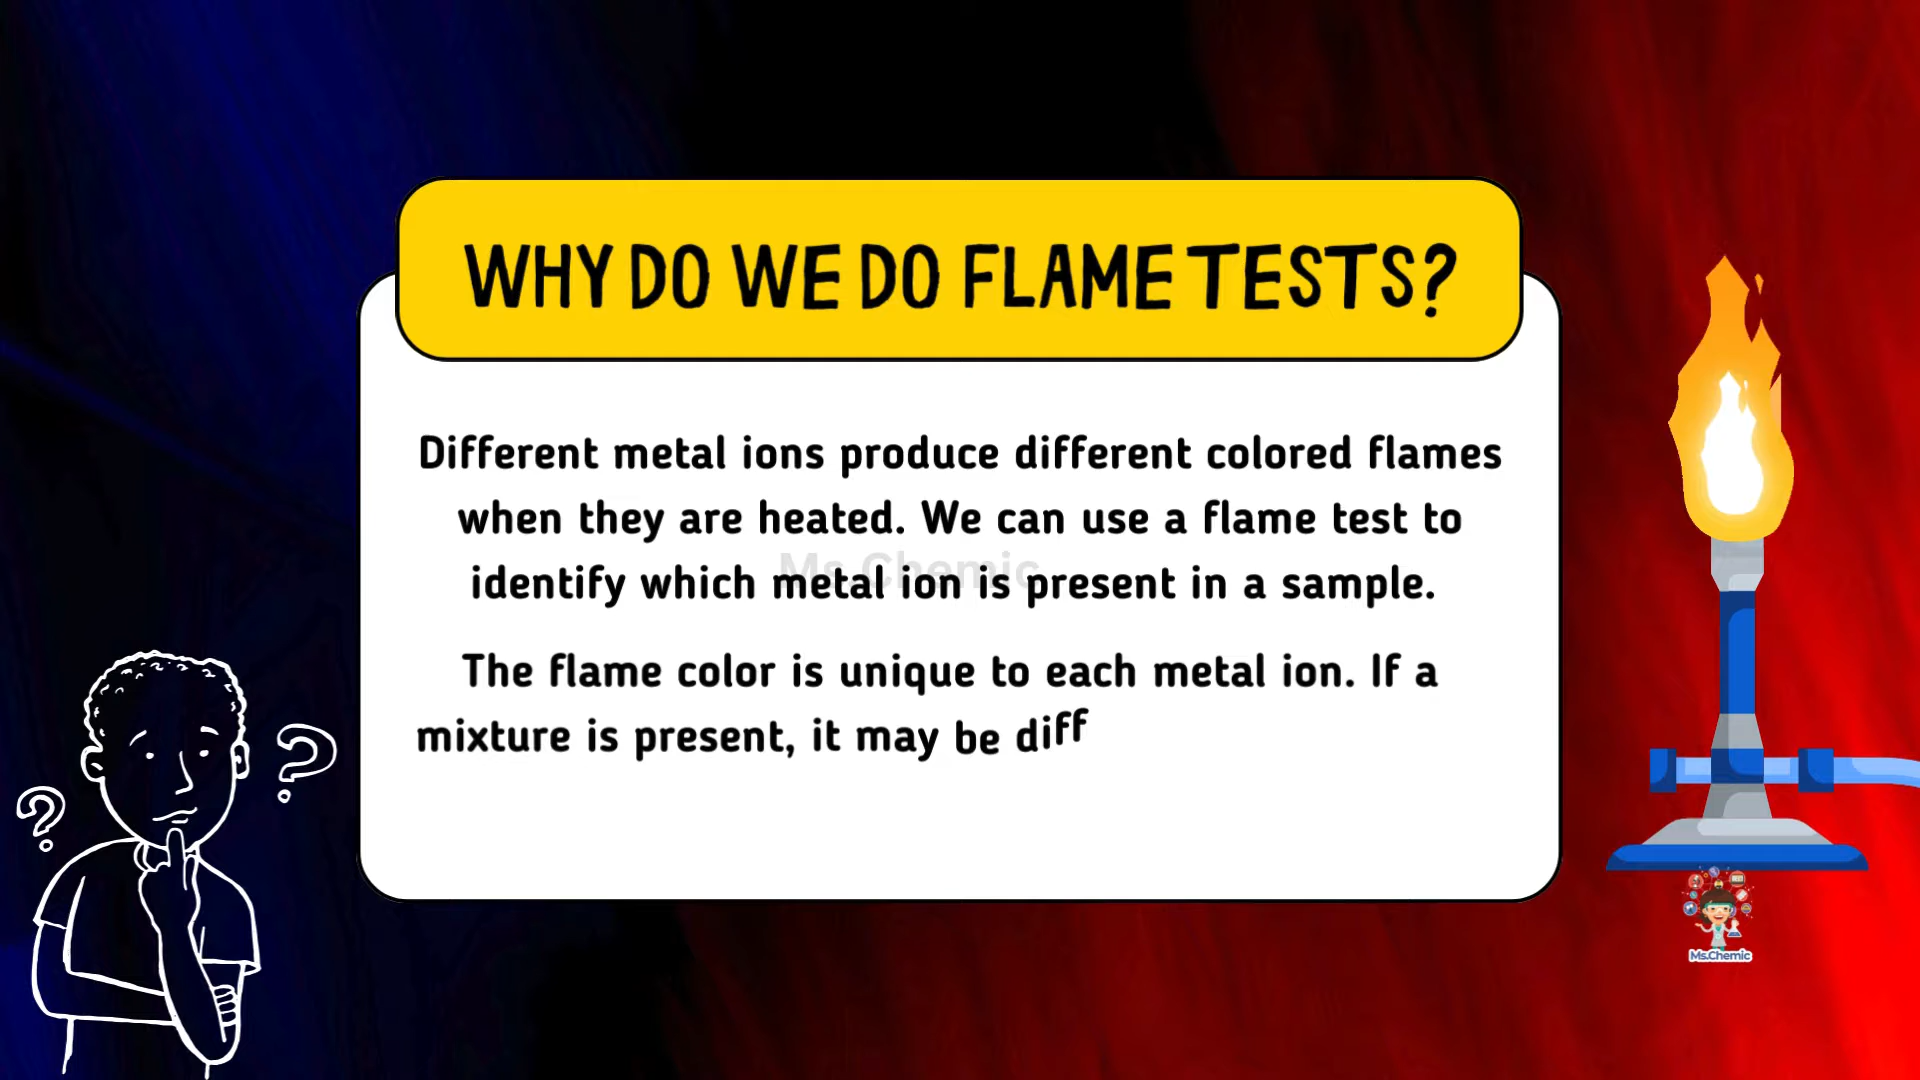 WHY DO WE DO FLAME TESTS?
Different metal ions produce different colored flames
when they are heated. We can use a flame test to
identify which metal ion is present in a sample.
Ms.Chemic
The flame color is unique to each metal ion. If a
mixture is present, it may be diff
?
?
Ms.Chemic